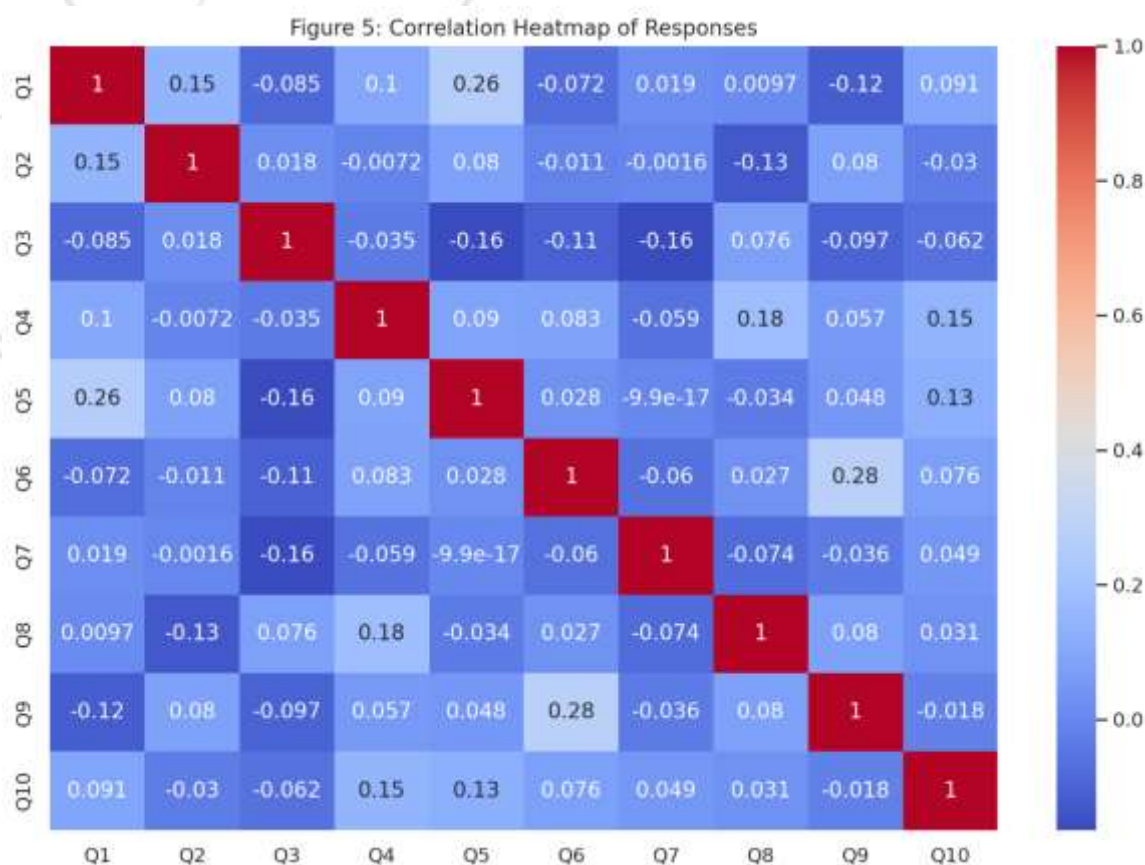 Figure 5: Correlation Heatmap of Responses
Q1 1 0.15 -0.085 0.1 0.26 -0.072 0.019 0.0097 -0.12 0.091
Q2 0.15 1 0.018 -0.0072 0.08 -0.011 -0.0016 -0.13 0.08 -0.03
Q3 -0.085 0.018 1 -0.035 -0.16 -0.11 -0.16 0.076 -0.097 -0.062
Q4 0.1 -0.0072 -0.035 1 0.09 0.083 -0.059 0.18 0.057 0.15
Q5 0.26 0.08 -0.16 0.09 1 0.028 -9.9e-17 -0.034 0.048 0.13
Q6 -0.072 -0.011 -0.11 0.083 0.028 1 -0.06 0.027 0.28 0.076
Q7 0.019 -0.0016 -0.16 -0.059 -9.9e-17 -0.06 1 -0.074 -0.036 0.049
Q8 0.0097 -0.13 0.076 0.18 -0.034 0.027 -0.074 1 0.08 0.031
Q9 -0.12 0.08 -0.097 0.057 0.048 0.28 -0.036 0.08 1 -0.018
Q10 0.091 -0.03 -0.062 0.15 0.13 0.076 0.049 0.031 -0.018 1
Q1 Q2 Q3 Q4 Q5 Q6 Q7 Q8 Q9 Q10
1.0
0.8
0.6
0.4
0.2
0.0